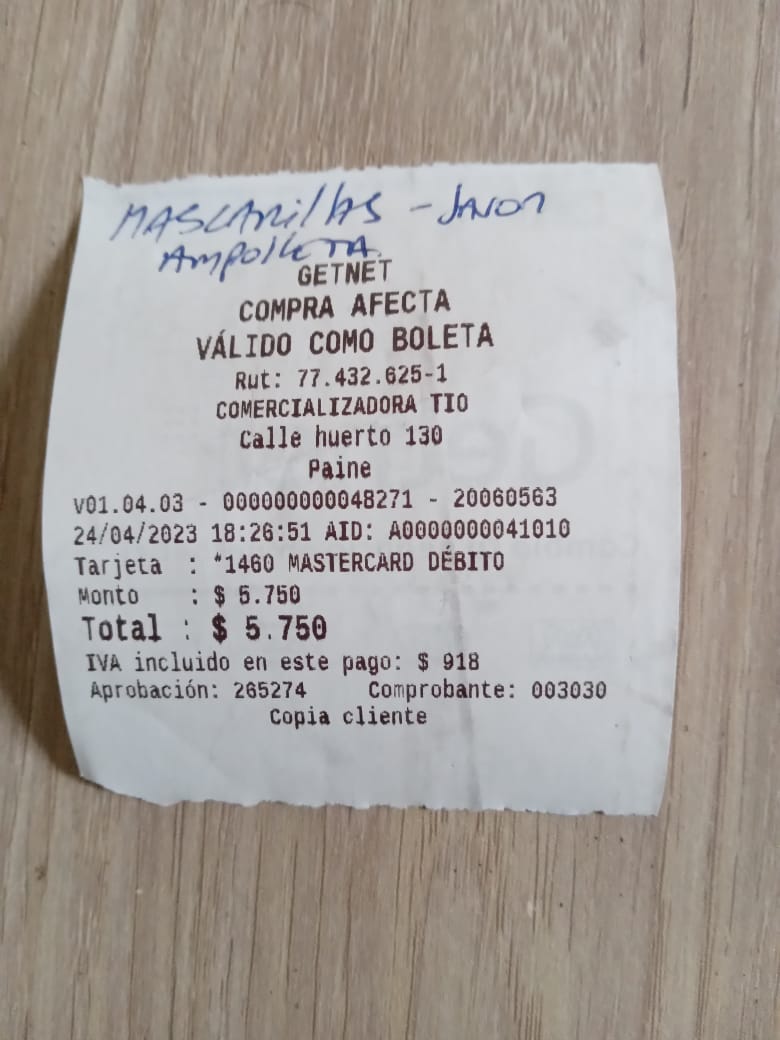 MASCARillAS - JABON
AMPOLLETA
GETNET
COMPRA AFECTA
VÁLIDO COMO BOLETA
Rut: 77.432.625-1
COMERCIALIZADORA TIO
Calle huerto 130
Paine
v01.04.03 - 000000000048271 - 20060563
24/04/2023 18:26:51 AID: A0000000041010
Tarjeta : *1460 MASTERCARD DÉBITO
Monto : $ 5.750
Total : $ 5.750
IVA incluido en este pago: $ 918
Aprobación: 265274 Comprobante: 003030
Copia cliente